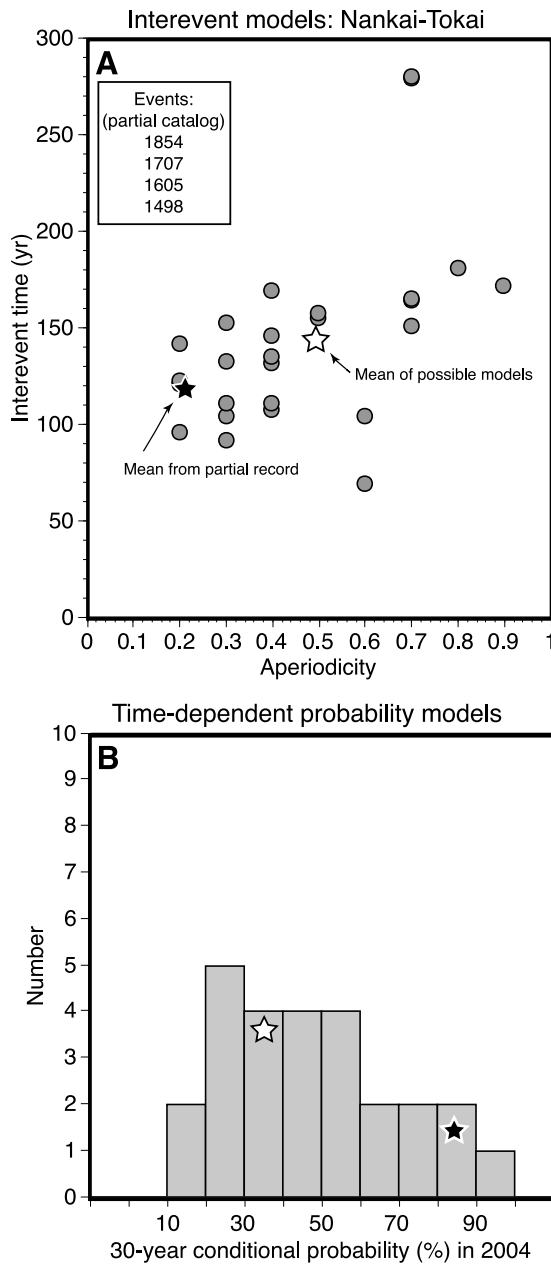 Interevent models: Nankai-Tokai
A
Events:
(partial catalog)
1854
1707
1605
1498
Interevent time (yr)
300
250
200
150
100
50
0
Mean of possible models
Mean from partial record
0 0.1 0.2 0.3 0.4 0.5 0.6 0.7 0.8 0.9 1
Aperiodicity
Time-dependent probability models
B
Number
10
9
8
7
6
5
4
3
2
1
0
10 30 50 70 90
30-year conditional probability (%) in 2004